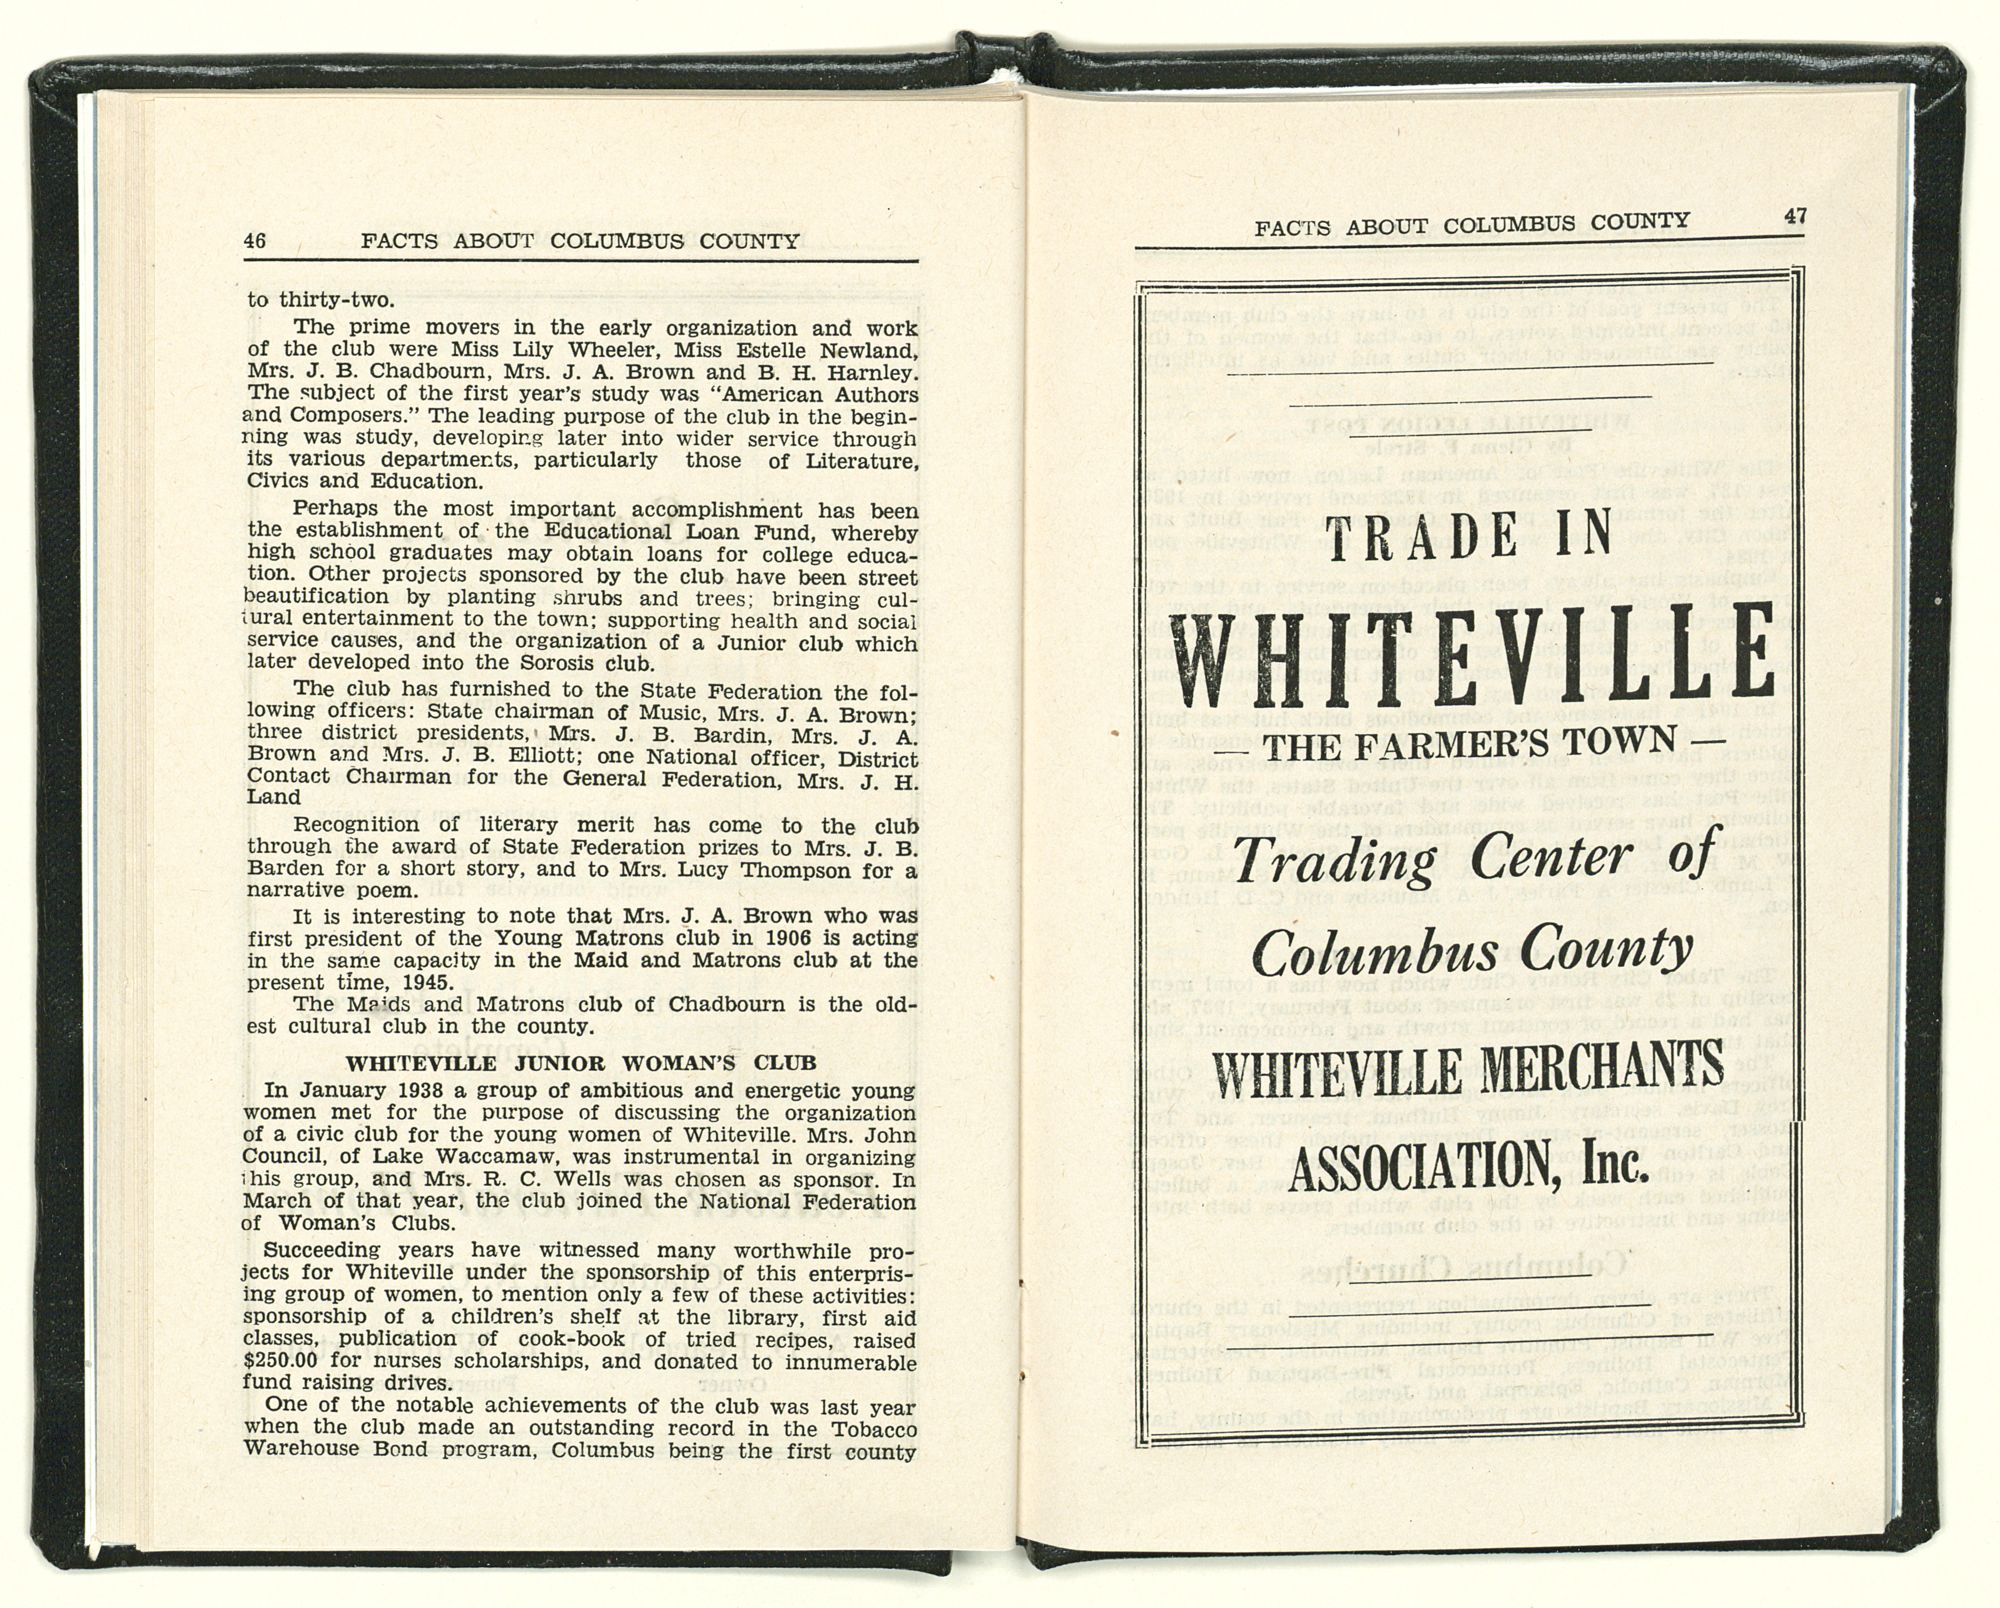 46 FACTS ABOUT COLUMBUS COUNTY
to thirty-two.
The prime movers in the early organization and work
of the club were Miss Lily Wheeler, Miss Estelle Newland,
Mrs. J. B. Chadbourn, Mrs. J. A. Brown and B. H. Harnley.
The subject of the first year's study was “American Authors
and Composers.” The leading purpose of the club in the begin-
ning was study, developing later into wider service through
its various departments, particularly those of Literature,
Civics and Education.
Perhaps the most important accomplishment has been
the establishment of the Educational Loan Fund, whereby
high school graduates may obtain loans for college educa-
tion. Other projects sponsored by the club have been street
beautification by planting shrubs and trees; bringing cul-
tural entertainment to the town; supporting health and social
service causes, and the organization of a Junior club which
later developed into the Sorosis club.
The club has furnished to the State Federation the fol-
lowing officers: State chairman of Music, Mrs. J. A. Brown;
three district presidents, Mrs. J. B. Bardin, Mrs. J. A.
Brown and Mrs. J. B. Elliott; one National officer, District
Contact Chairman for the General Federation, Mrs. J. H.
Land
Recognition of literary merit has come to the club
through the award of State Federation prizes to Mrs. J. B.
Barden for a short story, and to Mrs. Lucy Thompson for a
narrative poem.
It is interesting to note that Mrs. J. A. Brown who was
first president of the Young Matrons club in 1906 is acting
in the same capacity in the Maid and Matrons club at the
present time, 1945.
The Maids and Matrons club of Chadbourn is the old-
est cultural club in the county.
WHITEVILLE JUNIOR WOMAN'S CLUB
In January 1938 a group of ambitious and energetic young
women met for the purpose of discussing the organization
of a civic club for the young women of Whiteville. Mrs. John
Council, of Lake Waccamaw, was instrumental in organizing
this group, and Mrs. R. C. Wells was chosen as sponsor. In
March of that year, the club joined the National Federation
of Woman's Clubs.
Succeeding years have witnessed many worthwhile pro-
jects for Whiteville under the sponsorship of this enterpris-
ing group of women, to mention only a few of these activities:
sponsorship of a children's shelf at the library, first aid
classes, publication of cook-book of tried recipes, raised
$250.00 for nurses scholarships, and donated to innumerable
fund raising drives.
One of the notable achievements of the club was last year
when the club made an outstanding record in the Tobacco
Warehouse Bond program, Columbus being the first county
FACTS ABOUT COLUMBUS COUNTY 47
TRADE IN
WHITEVILLE
— THE FARMER'S TOWN —
Trading Center of
Columbus County
WHITEVILLE MERCHANTS
ASSOCIATION, Inc.